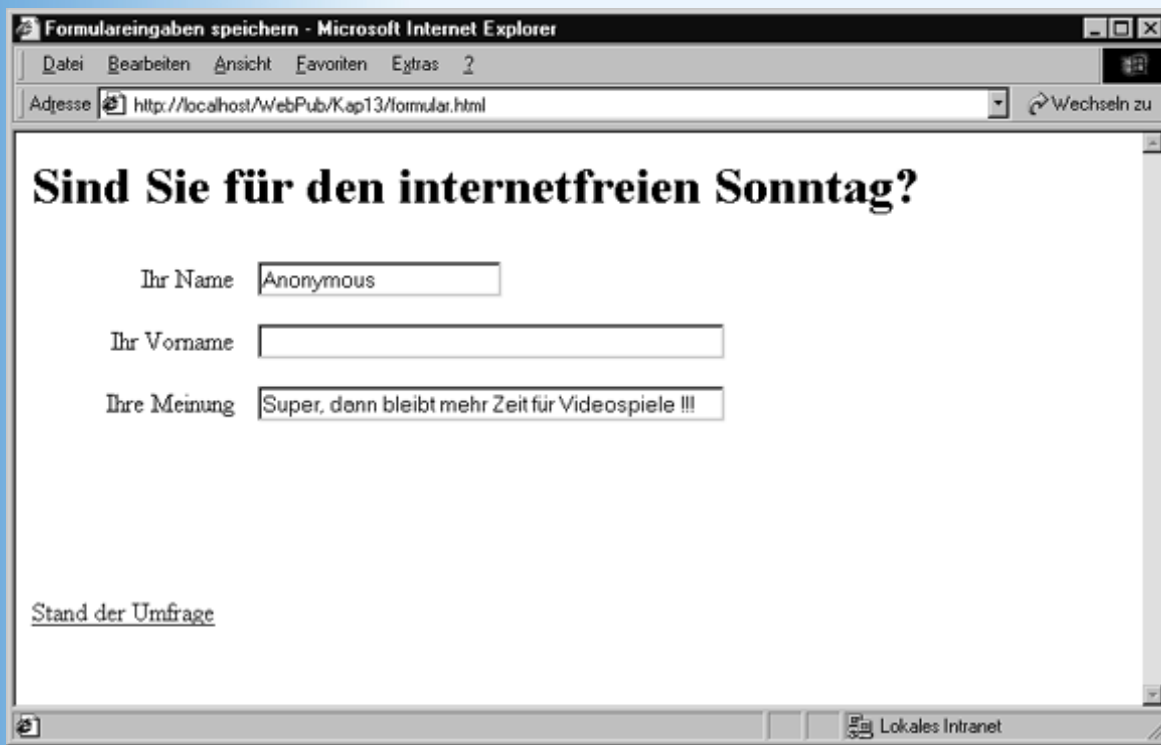 Formulareingaben speichern - Microsoft Internet Explorer
Datei Bearbeiten Ansicht Favoriten Extras ?
Adresse http://localhost/WebPub/Kap13/formular.html Wechseln zu
Sind Sie für den internetfreien Sonntag?
Ihr Name Anonymous
Ihr Vorname
Ihre Meinung Super, dann bleibt mehr Zeit für Videospiele !!!
Stand der Umfrage
Lokales Intranet